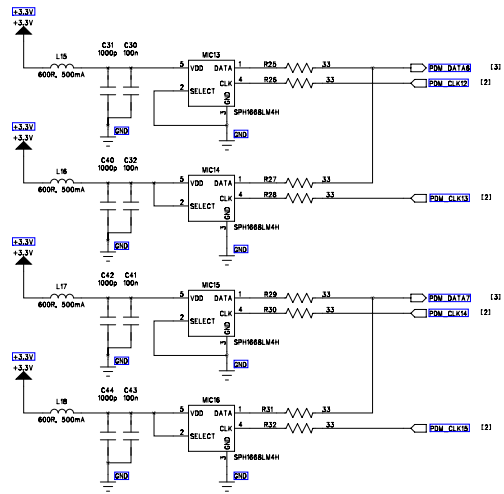 +3.3V
+3.3V
L15
600R, 500mA
C31 C30
1000p 100n
GND
MIC13
5 VDD DATA 1
CLK 4
2 SELECT
GND
3
SPH1668LM4H
GND
R25 33
R26 33
PDM_DATA6 [3]
PDM_CLK12 [2]
+3.3V
+3.3V
L16
600R, 500mA
C40 C32
1000p 100n
GND
MIC14
5 VDD DATA 1
CLK 4
2 SELECT
GND
3
SPH1668LM4H
GND
R27 33
R28 33
PDM_CLK13 [2]
+3.3V
+3.3V
L17
600R, 500mA
C42 C41
1000p 100n
GND
MIC15
5 VDD DATA 1
CLK 4
2 SELECT
GND
3
SPH1668LM4H
GND
R29 33
R30 33
PDM_DATA7 [3]
PDM_CLK14 [2]
+3.3V
+3.3V
L18
600R, 500mA
C44 C43
1000p 100n
GND
MIC16
5 VDD DATA 1
CLK 4
2 SELECT
GND
3
SPH1668LM4H
GND
R31 33
R32 33
PDM_CLK15 [2]